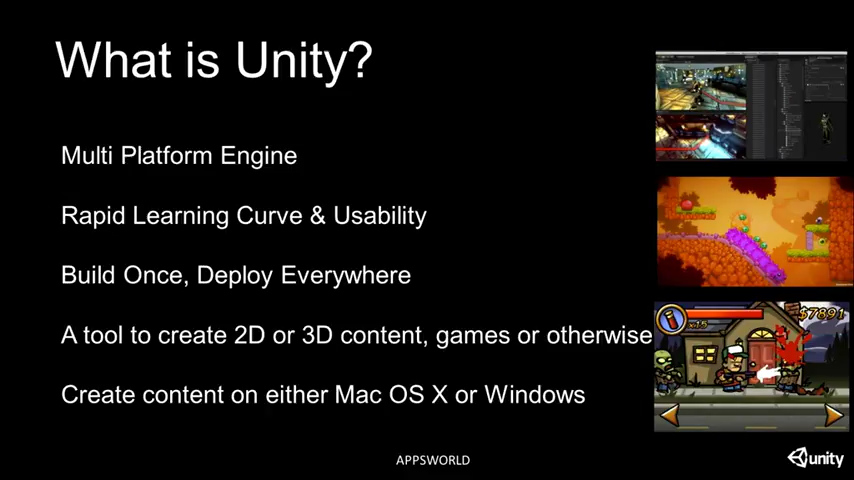 What is Unity?
Multi Platform Engine
Rapid Learning Curve & Usability
Build Once, Deploy Everywhere
A tool to create 2D or 3D content, games or otherwise
Create content on either Mac OS X or Windows
x15
$7891
APPSWORLD
unity